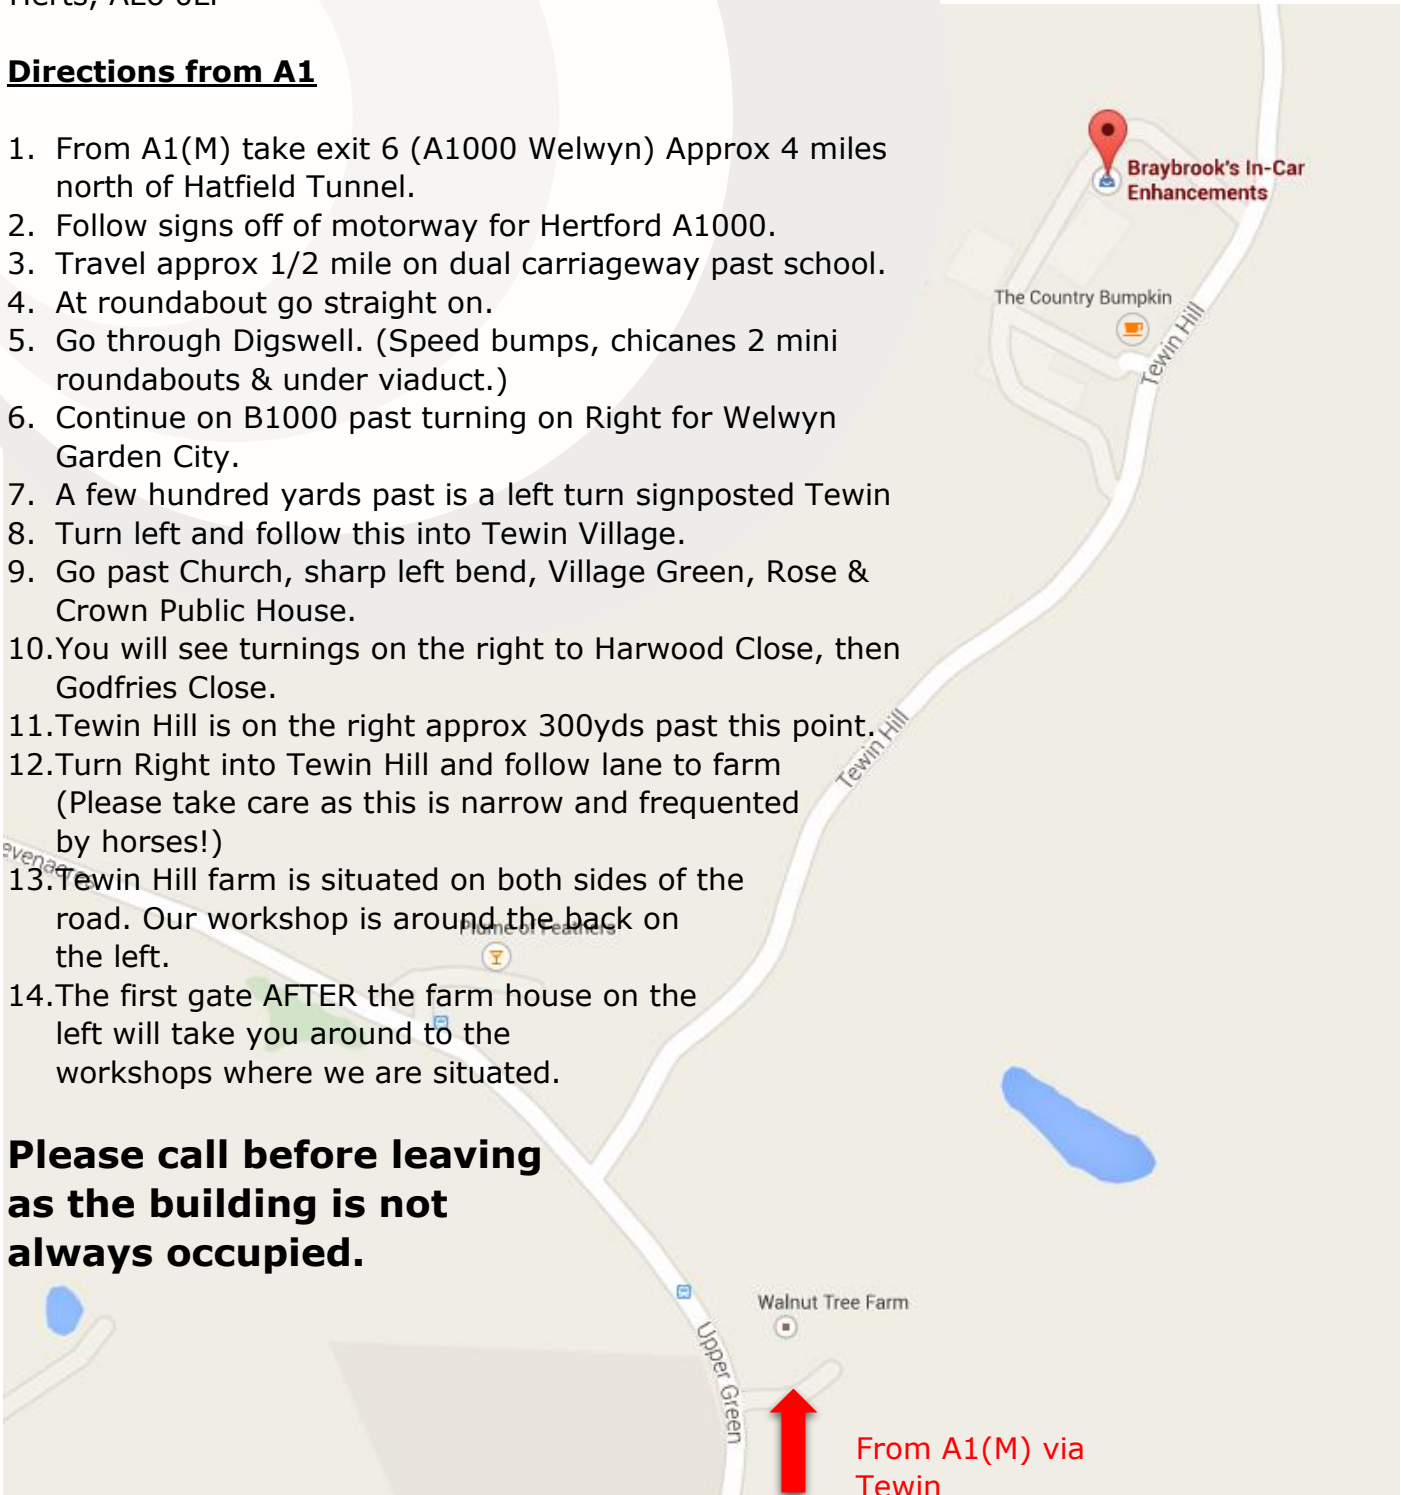 Directions from A1
1. From A1(M) take exit 6 (A1000 Welwyn) Approx 4 miles
north of Hatfield Tunnel.
2. Follow signs off of motorway for Hertford A1000.
3. Travel approx 1/2 mile on dual carriageway past school.
4. At roundabout go straight on.
5. Go through Digswell. (Speed bumps, chicanes 2 mini
roundabouts & under viaduct.)
6. Continue on B1000 past turning on Right for Welwyn
Garden City.
7. A few hundred yards past is a left turn signposted Tewin
8. Turn left and follow this into Tewin Village.
9. Go past Church, sharp left bend, Village Green, Rose &
Crown Public House.
10.You will see turnings on the right to Harwood Close, then
Godfries Close.
11.Tewin Hill is on the right approx 300yds past this point.
12.Turn Right into Tewin Hill and follow lane to farm
(Please take care as this is narrow and frequented
by horses!)
13.Tewin Hill farm is situated on both sides of the
road. Our workshop is around the back on
the left.
14.The first gate AFTER the farm house on the
left will take you around to the
workshops where we are situated.
Please call before leaving
as the building is not
always occupied.
Braybrook's In-Car
Enhancements
The Country Bumpkin
Tewin Hill
Tewin Hill
Plume of Feathers
Walnut Tree Farm
Upper Green
From A1(M) via
Tewin